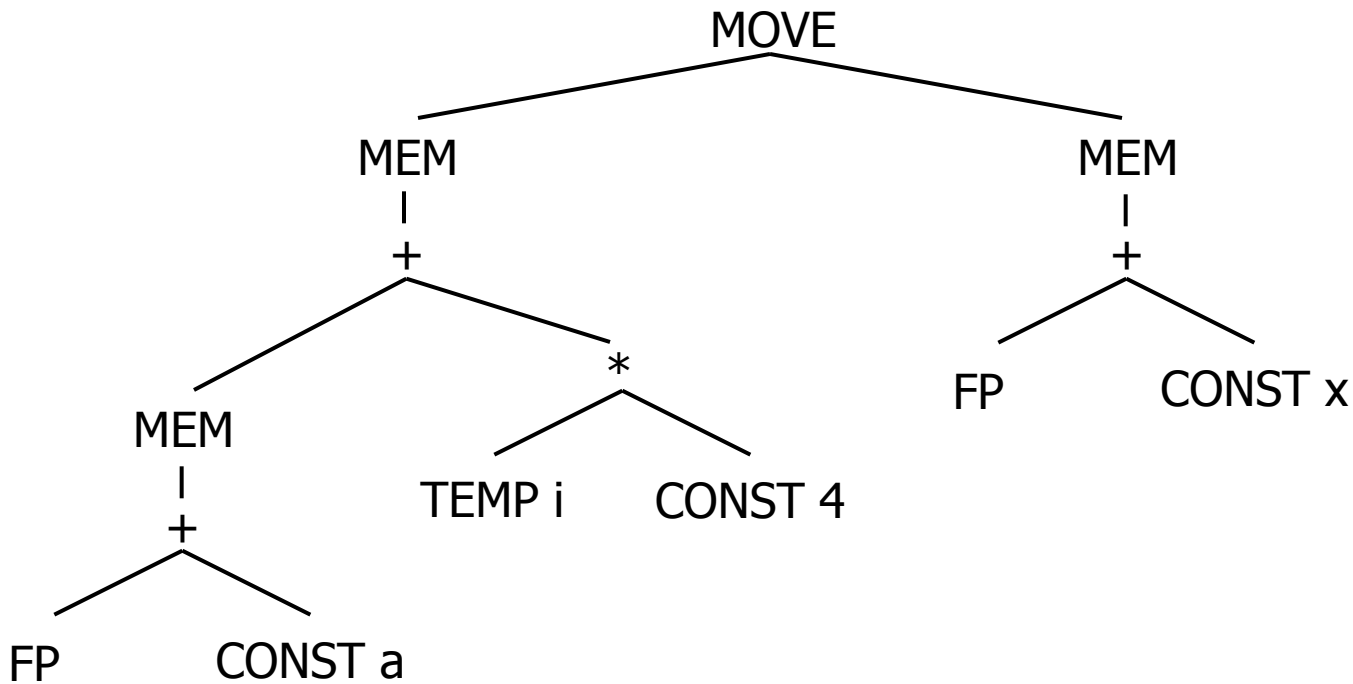 MOVE
MEM MEM
+ +
*
FP CONST x
MEM
TEMP i CONST 4
+
FP CONST a